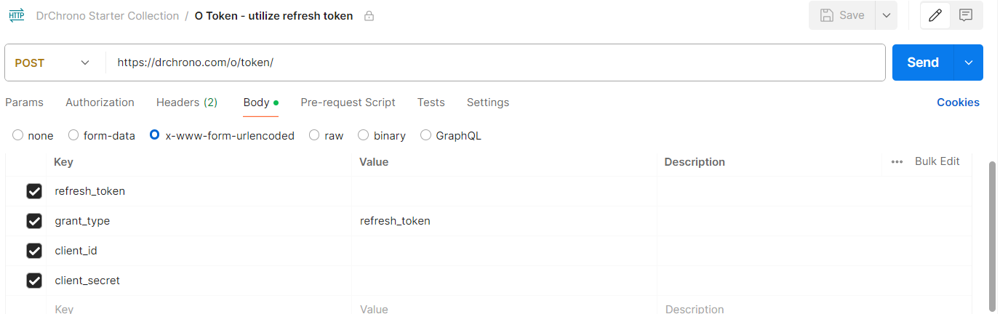 HTTP DrChrono Starter Collection / O Token - utilize refresh token Save
POST https://drchrono.com/o/token/ Send
Params Authorization Headers (2) Body Pre-request Script Tests Settings Cookies
none form-data x-www-form-urlencoded raw binary GraphQL
Key Value Description ••• Bulk Edit
refresh_token
grant_type refresh_token
client_id
client_secret
Key Value Description